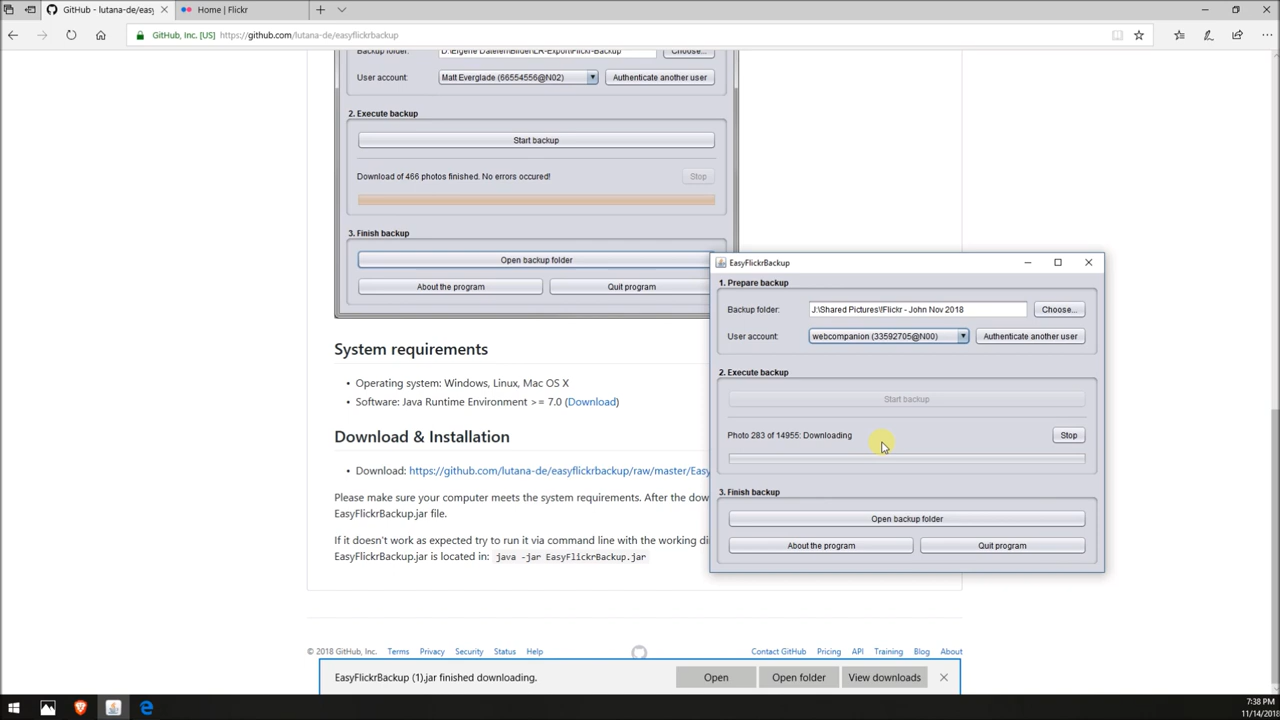 GitHub - lutana-de/easy
Home | Flickr
GitHub, Inc. [US]
https://github.com/lutana-de/easyflickrbackup
Backup folder:
D:\Eigene Dateien\Bilder\LR-Export\Flickr-Backup
Choose...
User account:
Matt Everglade (66554556@N02)
Authenticate another user
2. Execute backup
Start backup
Download of 466 photos finished. No errors occured!
Stop
3. Finish backup
Open backup folder
About the program
Quit program
System requirements
• Operating system: Windows, Linux, Mac OS X
• Software: Java Runtime Environment >= 7.0 (Download)
Download & Installation
• Download: https://github.com/lutana-de/easyflickrbackup/raw/master/Easy
Please make sure your computer meets the system requirements. After the dow
EasyFlickrBackup.jar file.
If it doesn't work as expected try to run it via command line with the working di
EasyFlickrBackup.jar is located in: java -jar EasyFlickrBackup.jar
EasyFlickrBackup
1. Prepare backup
Backup folder:
J:\Shared Pictures\!Flickr - John Nov 2018
Choose...
User account:
webcompanion (33592705@N00)
Authenticate another user
2. Execute backup
Start backup
Photo 283 of 14955: Downloading
Stop
3. Finish backup
Open backup folder
About the program
Quit program
© 2018 GitHub, Inc.
Terms
Privacy
Security
Status
Help
Contact GitHub
Pricing
API
Training
Blog
About
EasyFlickrBackup (1).jar finished downloading.
Open
Open folder
View downloads
7:38 PM
11/14/2018